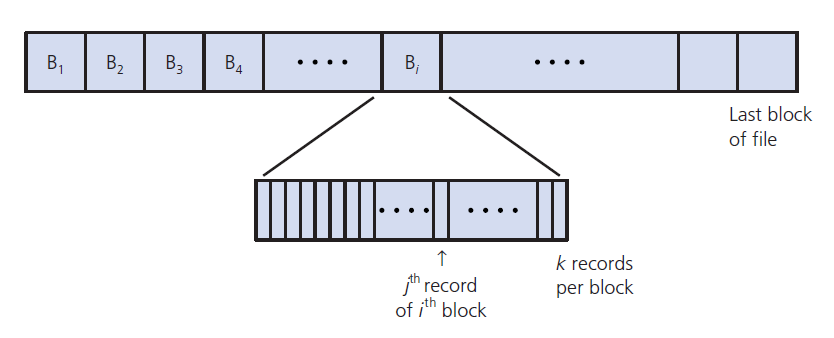 B₁ B₂ B₃ B₄ •••• Bᵢ ••••
Last block
of file
•••• ••••
↑
jᵗʰ record
of iᵗʰ block
k records
per block